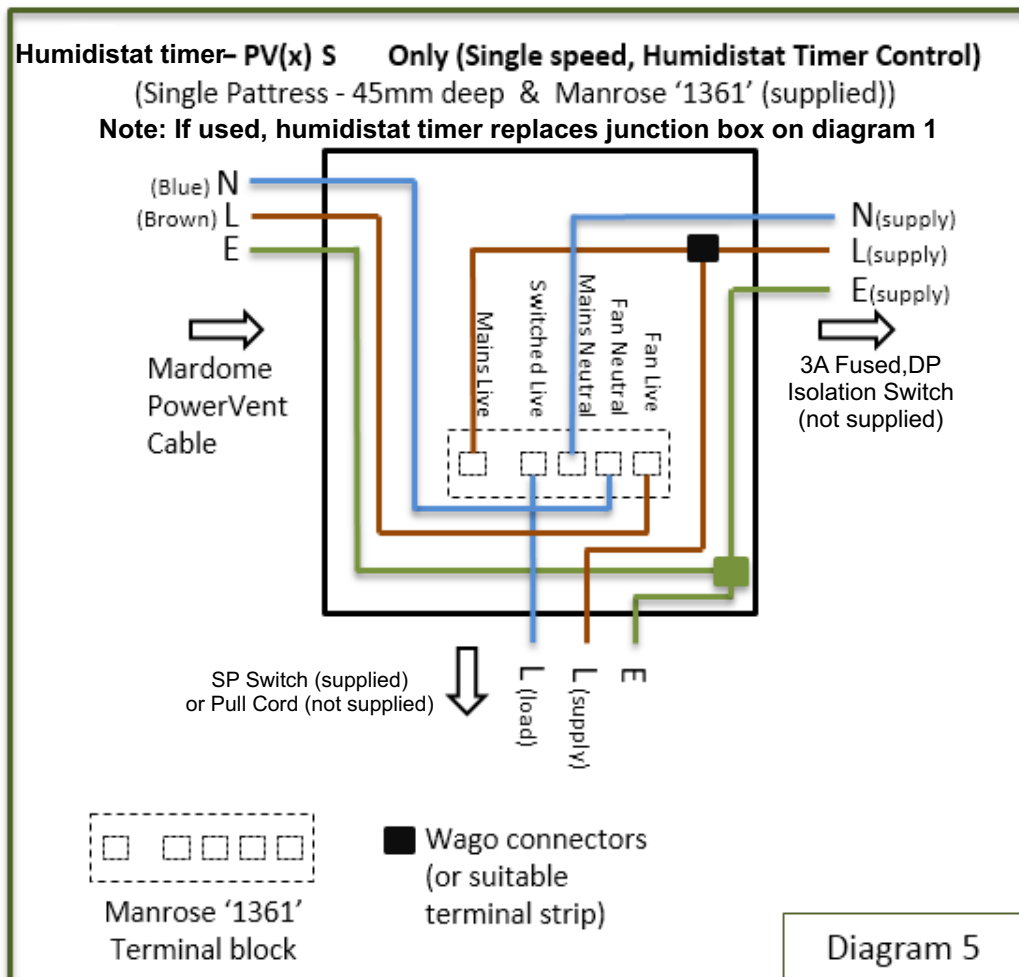 Humidistat timer– PV(x) S Only (Single speed, Humidistat Timer Control)
(Single Pattress - 45mm deep & Manrose '1361' (supplied))
Note: If used, humidistat timer replaces junction box on diagram 1
(Blue) N
(Brown) L
E
N(supply)
L(supply)
E(supply)
Mains Live
Switched Live
Mains Neutral
Fan Neutral
Fan Live
Mardome
PowerVent
Cable
3A Fused,DP
Isolation Switch
(not supplied)
SP Switch (supplied)
or Pull Cord (not supplied)
L (load)
L (supply)
E
Manrose '1361'
Terminal block
Wago connectors
(or suitable
terminal strip)
Diagram 5